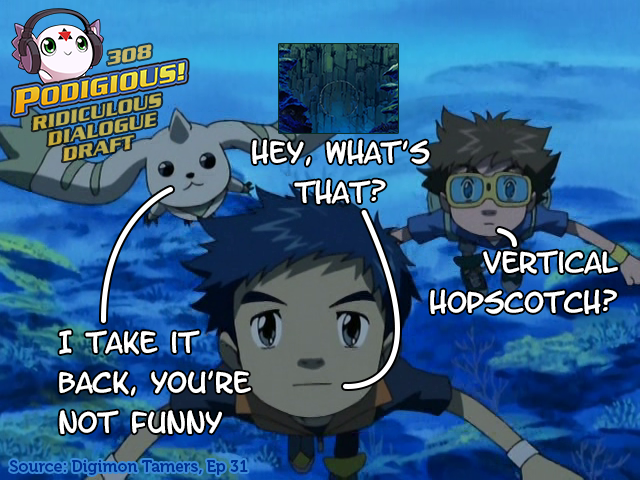 308
PODIGIOUS!
RIDICULOUS
DIALOGUE
DRAFT
HEY, WHAT'S
THAT?
VERTICAL
HOPSCOTCH?
I TAKE IT
BACK, YOU'RE
NOT FUNNY
Source: Digimon Tamers, Ep 31